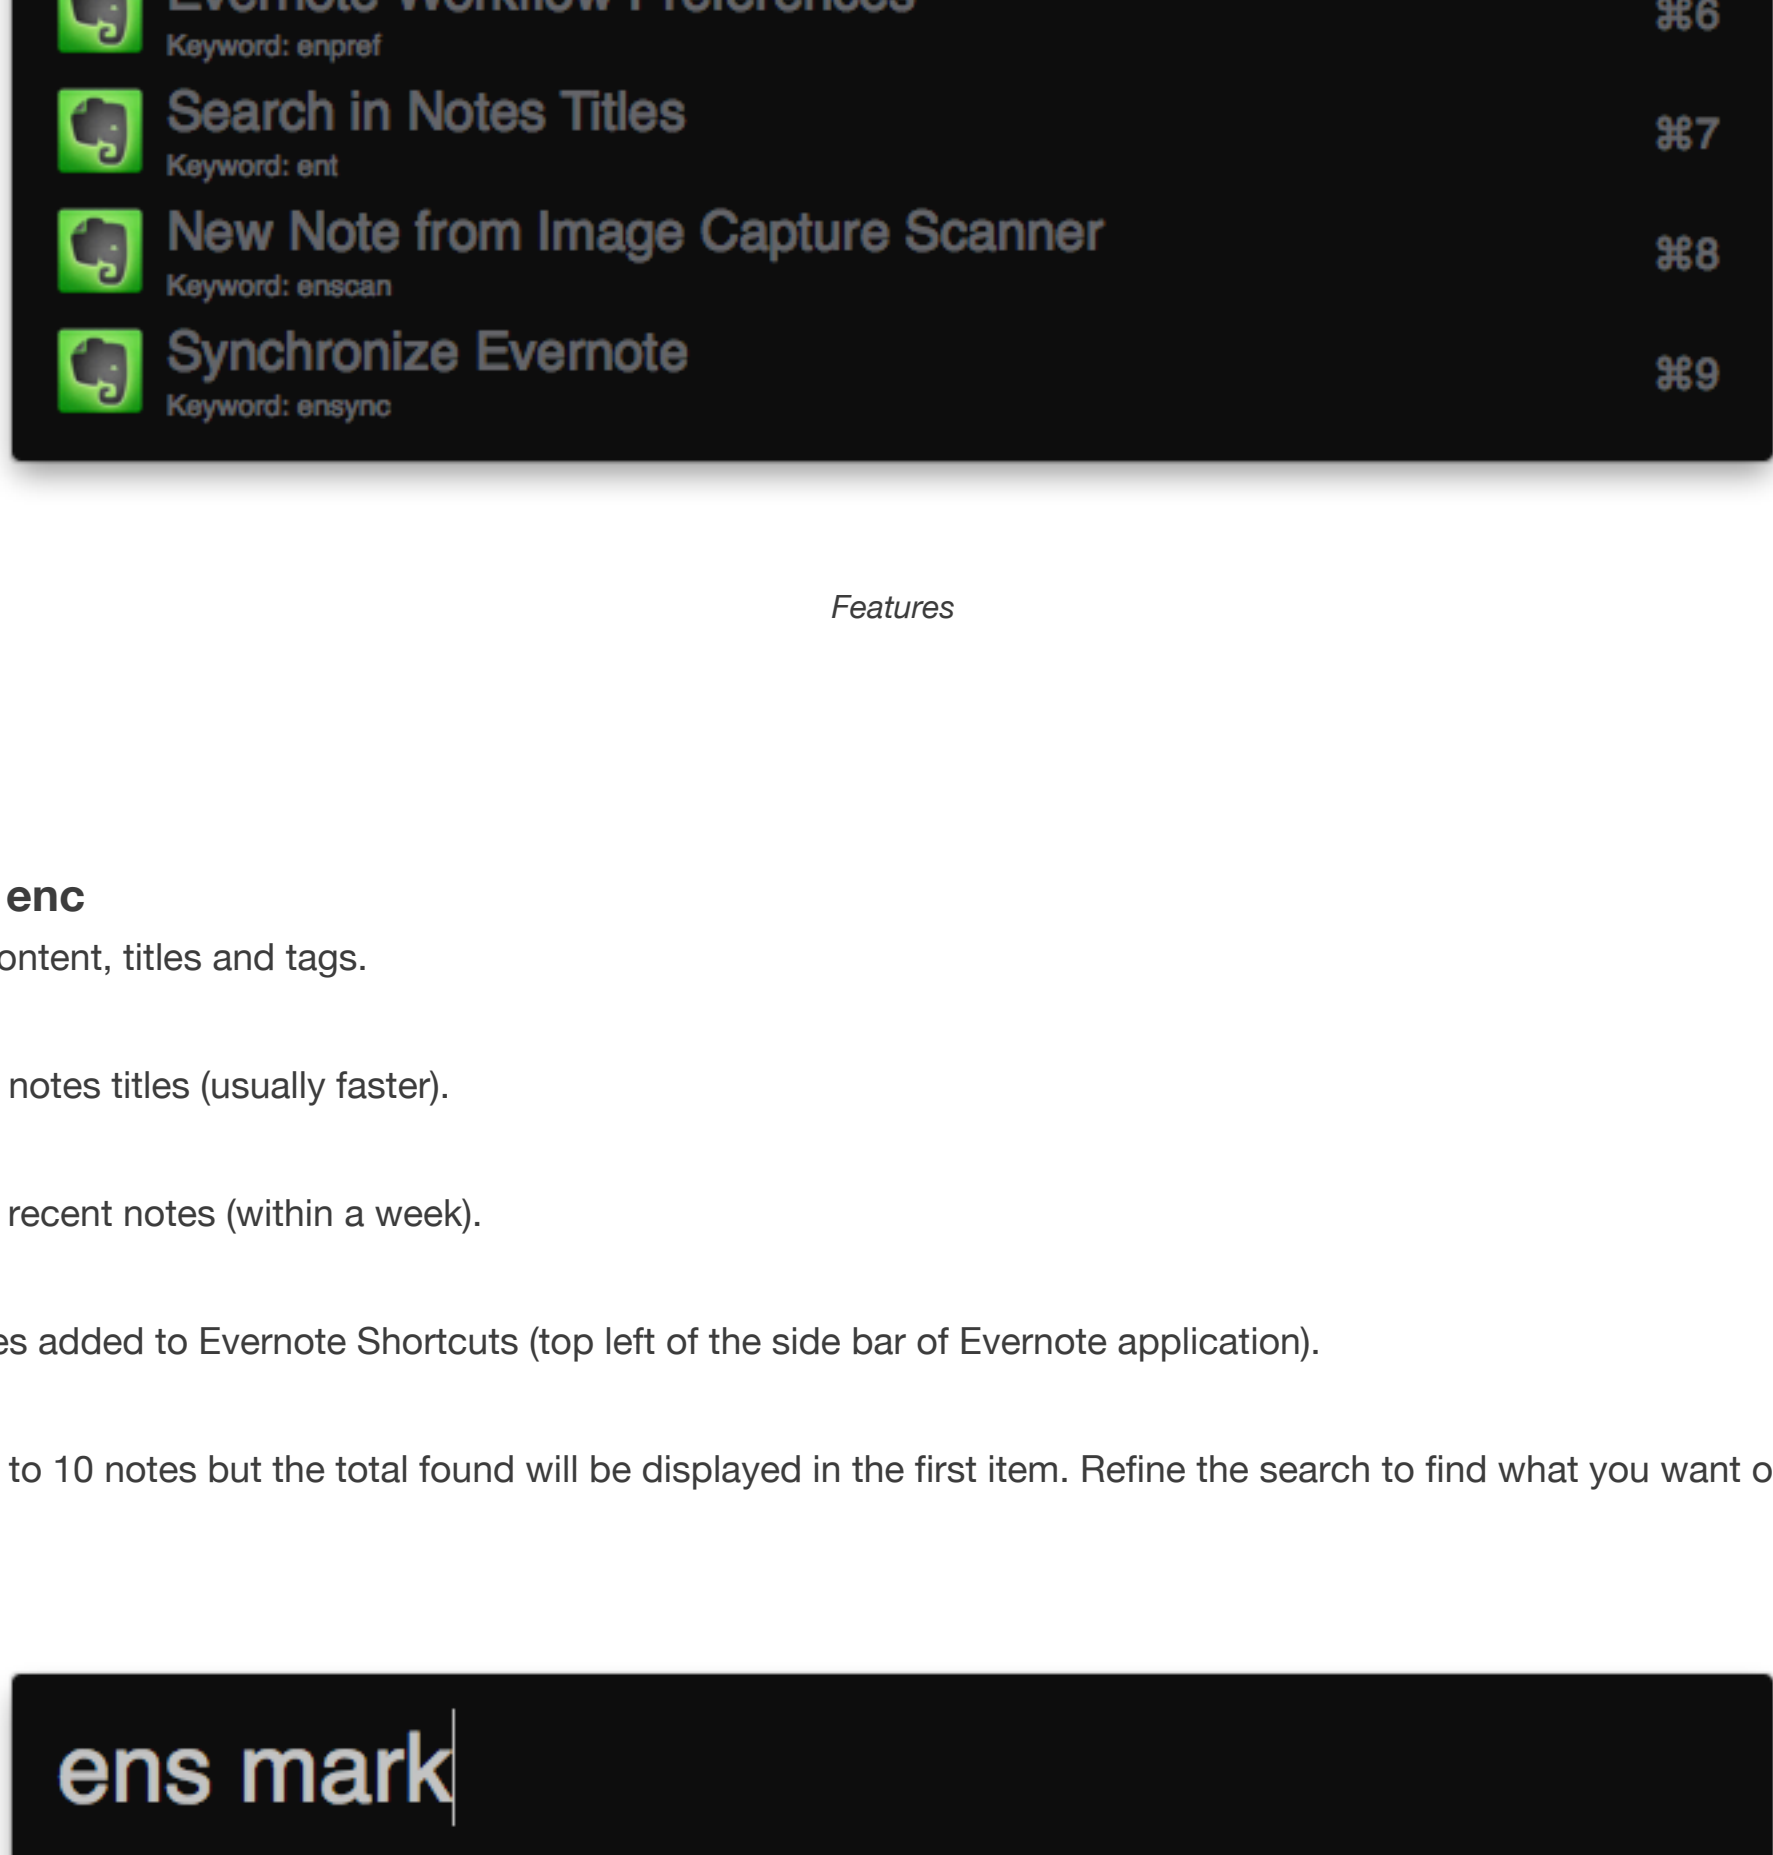 Evernote Workflow Preferences
⌘6
Keyword: enpref
Search in Notes Titles
⌘7
Keyword: ent
New Note from Image Capture Scanner
⌘8
Keyword: enscan
Synchronize Evernote
⌘9
Keyword: ensync
Features
enc
ontent, titles and tags.
notes titles (usually faster).
recent notes (within a week).
es added to Evernote Shortcuts (top left of the side bar of Evernote application).
to 10 notes but the total found will be displayed in the first item. Refine the search to find what you want o
ens mark